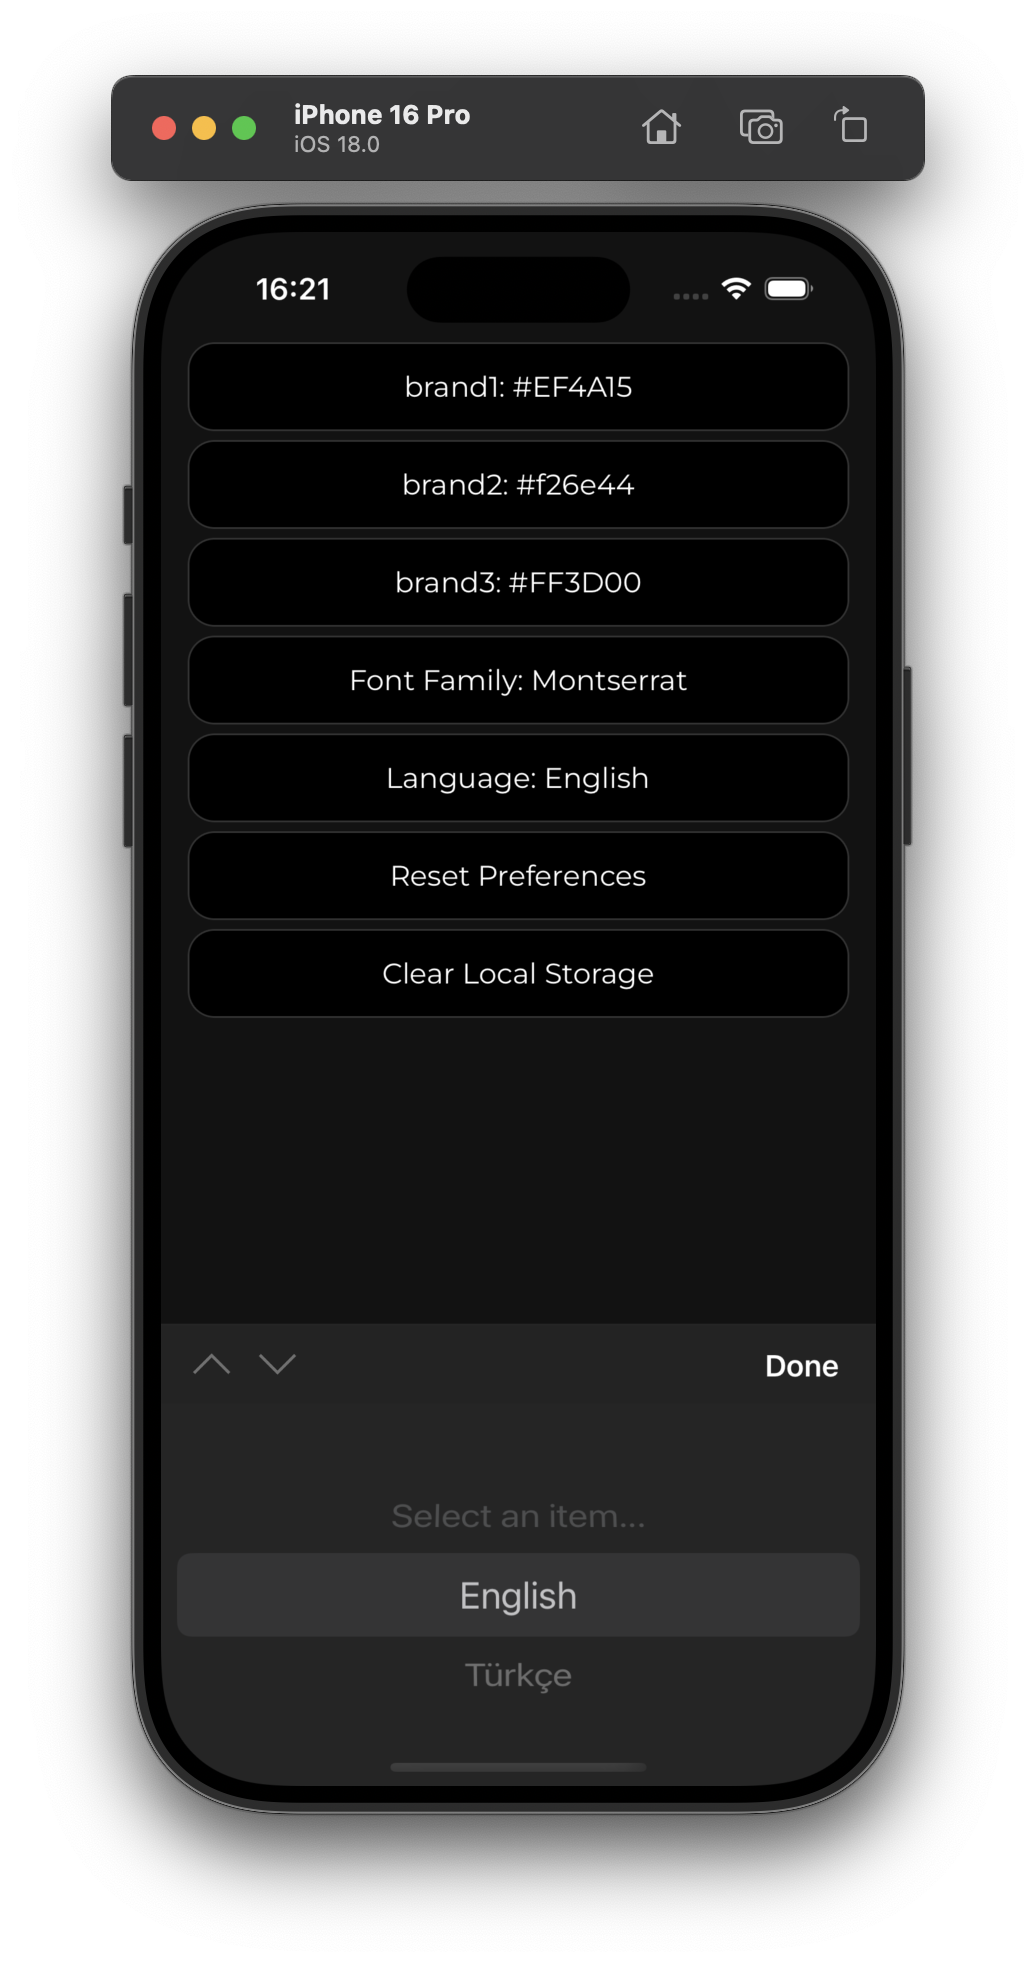 iPhone 16 Pro
iOS 18.0
16:21
brand1: #EF4A15
brand2: #f26e44
brand3: #FF3D00
Font Family: Montserrat
Language: English
Reset Preferences
Clear Local Storage
Done
Select an item...
English
Türkçe